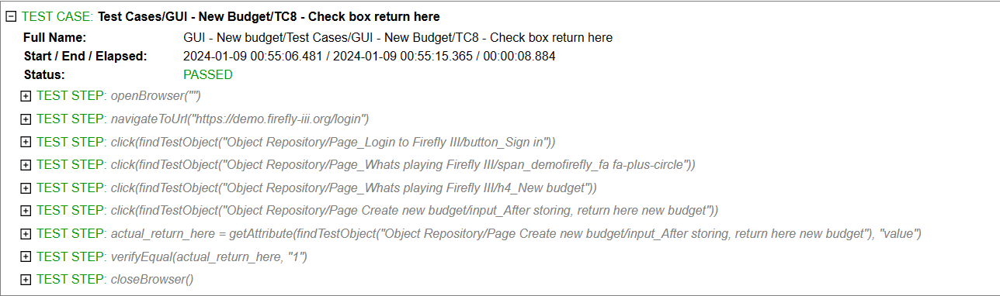 TEST CASE: Test Cases/GUI - New Budget/TC8 - Check box return here
Full Name: GUI - New budget/Test Cases/GUI - New Budget/TC8 - Check box return here
Start / End / Elapsed: 2024-01-09 00:55:06.481 / 2024-01-09 00:55:15.365 / 00:00:08.884
Status: PASSED
TEST STEP: openBrowser("")
TEST STEP: navigateToUrl("https://demo.firefly-iii.org/login")
TEST STEP: click(findTestObject("Object Repository/Page_Login to Firefly III/button_Sign in"))
TEST STEP: click(findTestObject("Object Repository/Page_Whats playing Firefly III/span_demofirefly_fa fa-plus-circle"))
TEST STEP: click(findTestObject("Object Repository/Page_Whats playing Firefly III/h4_New budget"))
TEST STEP: click(findTestObject("Object Repository/Page Create new budget/input_After storing, return here new budget"))
TEST STEP: actual_return_here = getAttribute(findTestObject("Object Repository/Page Create new budget/input_After storing, return here new budget"), "value")
TEST STEP: verifyEqual(actual_return_here, "1")
TEST STEP: closeBrowser()